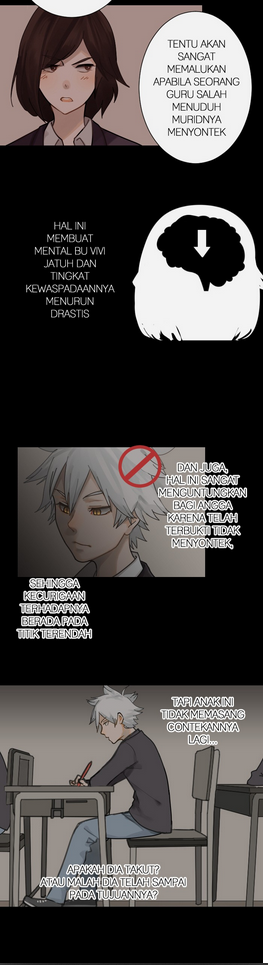 TENTU AKAN
SANGAT
MEMALUKAN
APABILA SEORANG
GURU SALAH
MENUDUH
MURIDNYA
MENYONTEK
HAL INI
MEMBUAT
MENTAL BU VIVI
JATUH DAN
TINGKAT
KEWASPADAANNYA
MENURUN
DRASTIS
DAN JUGA,
HAL INI SANGAT
MENGUNTUNGKAN
BAGI ANGGA
KARENA TELAH
TERBUKTI TIDAK
MENYONTEK,
SEHINGGA
KECURIGAAN
TERHADAPNYA
BERADA PADA
TITIK TERENDAH
TAPI ANAK INI
TIDAK MEMASANG
CONTEKANNYA
LAGI...
APAKAH DIA TAKUT?
ATAU MALAH DIA TELAH SAMPAI
PADA TUJUANNYA?